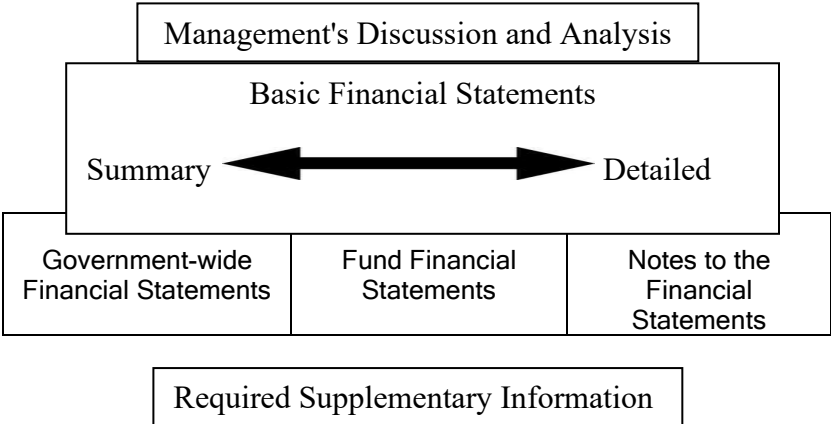 Management's Discussion and Analysis
Basic Financial Statements
Summary
Detailed
Government-wide
Financial Statements
Fund Financial
Statements
Notes to the
Financial
Statements
Required Supplementary Information